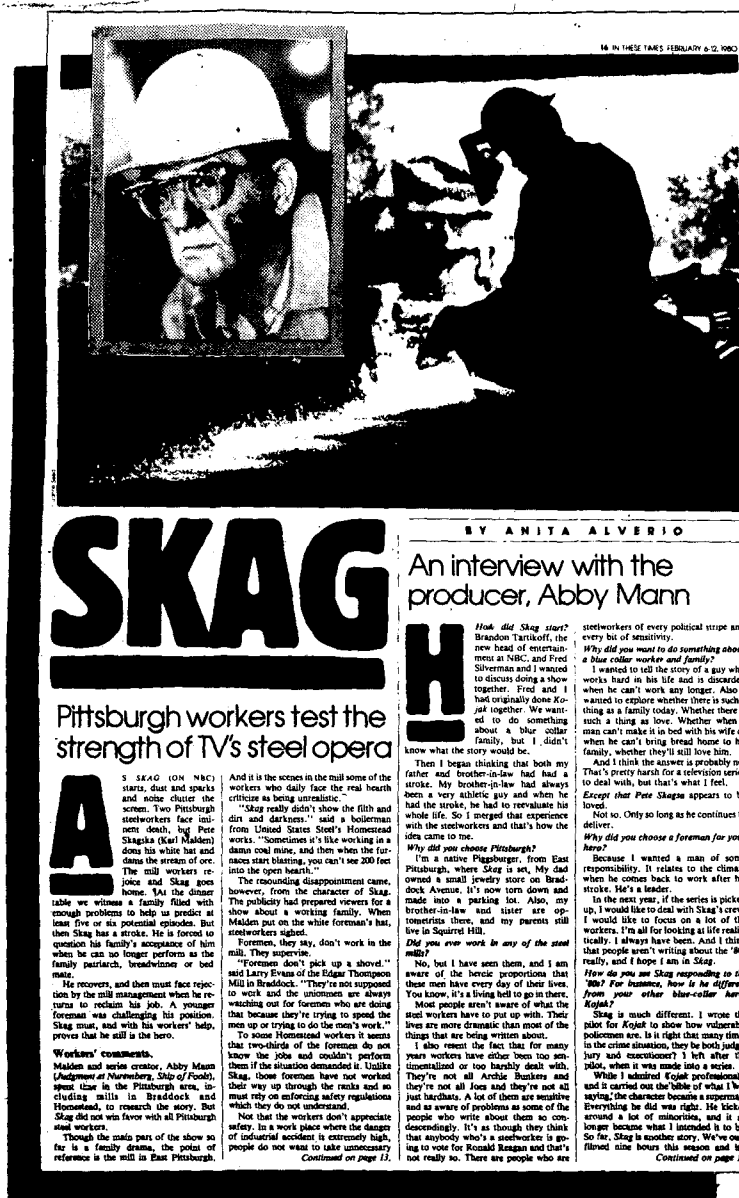 16 IN THESE TIMES FEBRUARY 6-12, 1980
SKAG
Pittsburgh workers test the
strength of TV's steel opera
AS SKAG (ON NBC)
starts, dust and sparks
and noise clutter the
screen. Two Pittsburgh
steelworkers face imi-
nent death, but Pete
Skagska (Karl Malden)
dons his white hat and
dams the stream of ore.
The mill workers re-
joice and Skag goes
home. At the dinner
table we witness a family filled with
enough problems to help us predict at
least five or six potential episodes. But
then Skag has a stroke. He is forced to
question his family's acceptance of him
when he can no longer perform as the
family patriarch, breadwinner or bed
mate.
He recovers, and then must face rejec-
tion by the mill management when he re-
turns to reclaim his job. A younger
foreman was challenging his position.
Skag must, and with his workers' help,
proves that he still is the hero.
Workers' comments.
Malden and series creator, Abby Mann
(Judgment at Nuremberg, Ship of Fools),
spent time in the Pittsburgh area, in-
cluding mills in Braddock and
Homestead, to research the story. But
Skag did not win favor with all Pittsburgh
steel workers.
Though the main part of the show so
far is a family drama, the point of
reference is the mill in East Pittsburgh.
And it is the scenes in the mill some of the
workers who daily face the real hearth
criticize as being unrealistic.
"Skag really didn't show the filth and
dirt and darkness." said a boilerman
from United States Steel's Homestead
works. "Sometimes it's like working in a
damn coal mine, and then when the fur-
naces start blasting, you can't see 200 feet
into the open hearth."
The resounding disappointment came,
however, from the character of Skag.
The publicity had prepared viewers for a
show about a working family. When
Malden put on the white foreman's hat,
steelworkers sighed.
Foremen, they say, don't work in the
mill. They supervise.
"Foremen don't pick up a shovel."
said Larry Evans of the Edgar Thompson
Mill in Braddock. "They're not supposed
to work and the unionmen are always
watching out for foremen who are doing
that because they're trying to speed the
men up or trying to do the men's work."
To some Homestead workers it seems
that two-thirds of the foremen do not
know the jobs and couldn't perform
them if the situation demanded it. Unlike
Skag, those foremen have not worked
their way up through the ranks and so
must rely on enforcing safety regulations
which they do not understand.
Not that the workers don't appreciate
safety. In a work place where the danger
of industrial accident is extremely high,
people do not want to take unnecessary
Continued on page 13.
BY ANITA ALVERIO
An interview with the
producer, Abby Mann
How did Skag start?
Brandon Tartikoff, the
new head of entertain-
ment at NBC, and Fred
Silverman and I wanted
to discuss doing a show
together. Fred and I
had originally done Ko-
jak together. We want-
ed to do something
about a blue collar
family, but I didn't
know what the story would be.
Then I began thinking that both my
father and brother-in-law had had a
stroke. My brother-in-law had always
been a very athletic guy and when he
had the stroke, he had to reevaluate his
whole life. So I merged that experience
with the steelworkers and that's how the
idea came to me.
Why did you choose Pittsburgh?
I'm a native Piggsburger, from East
Pittsburgh, where Skag is set. My dad
owned a small jewelry store on Brad-
dock Avenue. It's now torn down and
made into a parking lot. Also, my
brother-in-law and sister are op-
tometrists there, and my parents still
live in Squirrel Hill.
Did you ever work in any of the steel
mills?
No, but I have seen them, and I am
aware of the heroic proportions that
these men have every day of their lives.
You know, it's a living hell to go in there.
Most people aren't aware of what the
steel workers have to put up with. Their
lives are more dramatic than most of the
things that are being written about.
I also resent the fact that for many
years workers have either been too sen-
timentalized or too harshly dealt with.
They're not all Archie Bunkers and
they're not all Joes and they're not all
just hardhats. A lot of them are sensitive
and as aware of problems as some of the
people who write about them so con-
descendingly. It's as though they think
that anybody who's a steelworker is go-
ing to vote for Ronald Reagan and that's
not really so. There are people who are
steelworkers of every political stripe an
every bit of sensitivity.
Why did you want to do something abou
a blue collar worker and family?
I wanted to tell the story of a guy wh
works hard in his life and is discarde
when he can't work any longer. Also
wanted to explore whether there is such
thing as a family today. Whether there
such a thing as love. Whether when
man can't make it in bed with his wife o
when he can't bring bread home to h
family, whether they'll still love him.
And I think the answer is probably no
That's pretty harsh for a television serie
to deal with, but that's what I feel.
Except that Pete Skagska appears to b
loved.
Not so. Only so long as he continues t
deliver.
Why did you choose a foreman for you
hero?
Because I wanted a man of som
responsibility. It relates to the clima
when he comes back to work after h
stroke. He's a leader.
In the next year, if the series is picke
up, I would like to deal with Skag's crew
I would like to focus on a lot of th
workers. I'm all for looking at life reali
tically. I always have been. And I thin
that people aren't writing about the '8
really, and I hope I am in Skag.
How do you see Skag responding to t
'80s? For instance, how is he differe
from your other blue-collar her
Kojak?
Skag is much different. I wrote th
pilot for Kojak to show how vulnerab
policemen are. Is it right that many tim
in the crime situation, they be both judg
jury and executioner? I left after th
pilot, when it was made into a series.
While I admired Kojak professional
and it carried out the bible of what I
saying, the character became a superma
Everything he did was right. He kick
around a lot of minorities, and it
longer became what I intended it to b
So far, Skag is another story. We've
filmed nine hours this season and
Continued on page